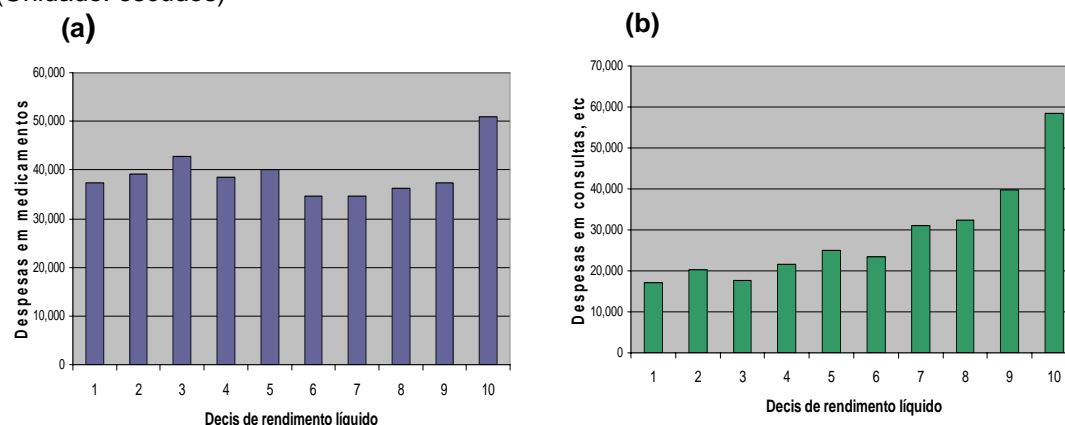 (Unidade: escudos)
(a)
60,000
50,000
40,000
30,000
20,000
10,000
0
Despesas em medicamentos
1 2 3 4 5 6 7 8 9 10
Decis de rendimento líquido
(b)
70,000
60,000
50,000
40,000
30,000
20,000
10,000
0
Despesas em consultas, etc
1 2 3 4 5 6 7 8 9 10
Decis de rendimento líquido